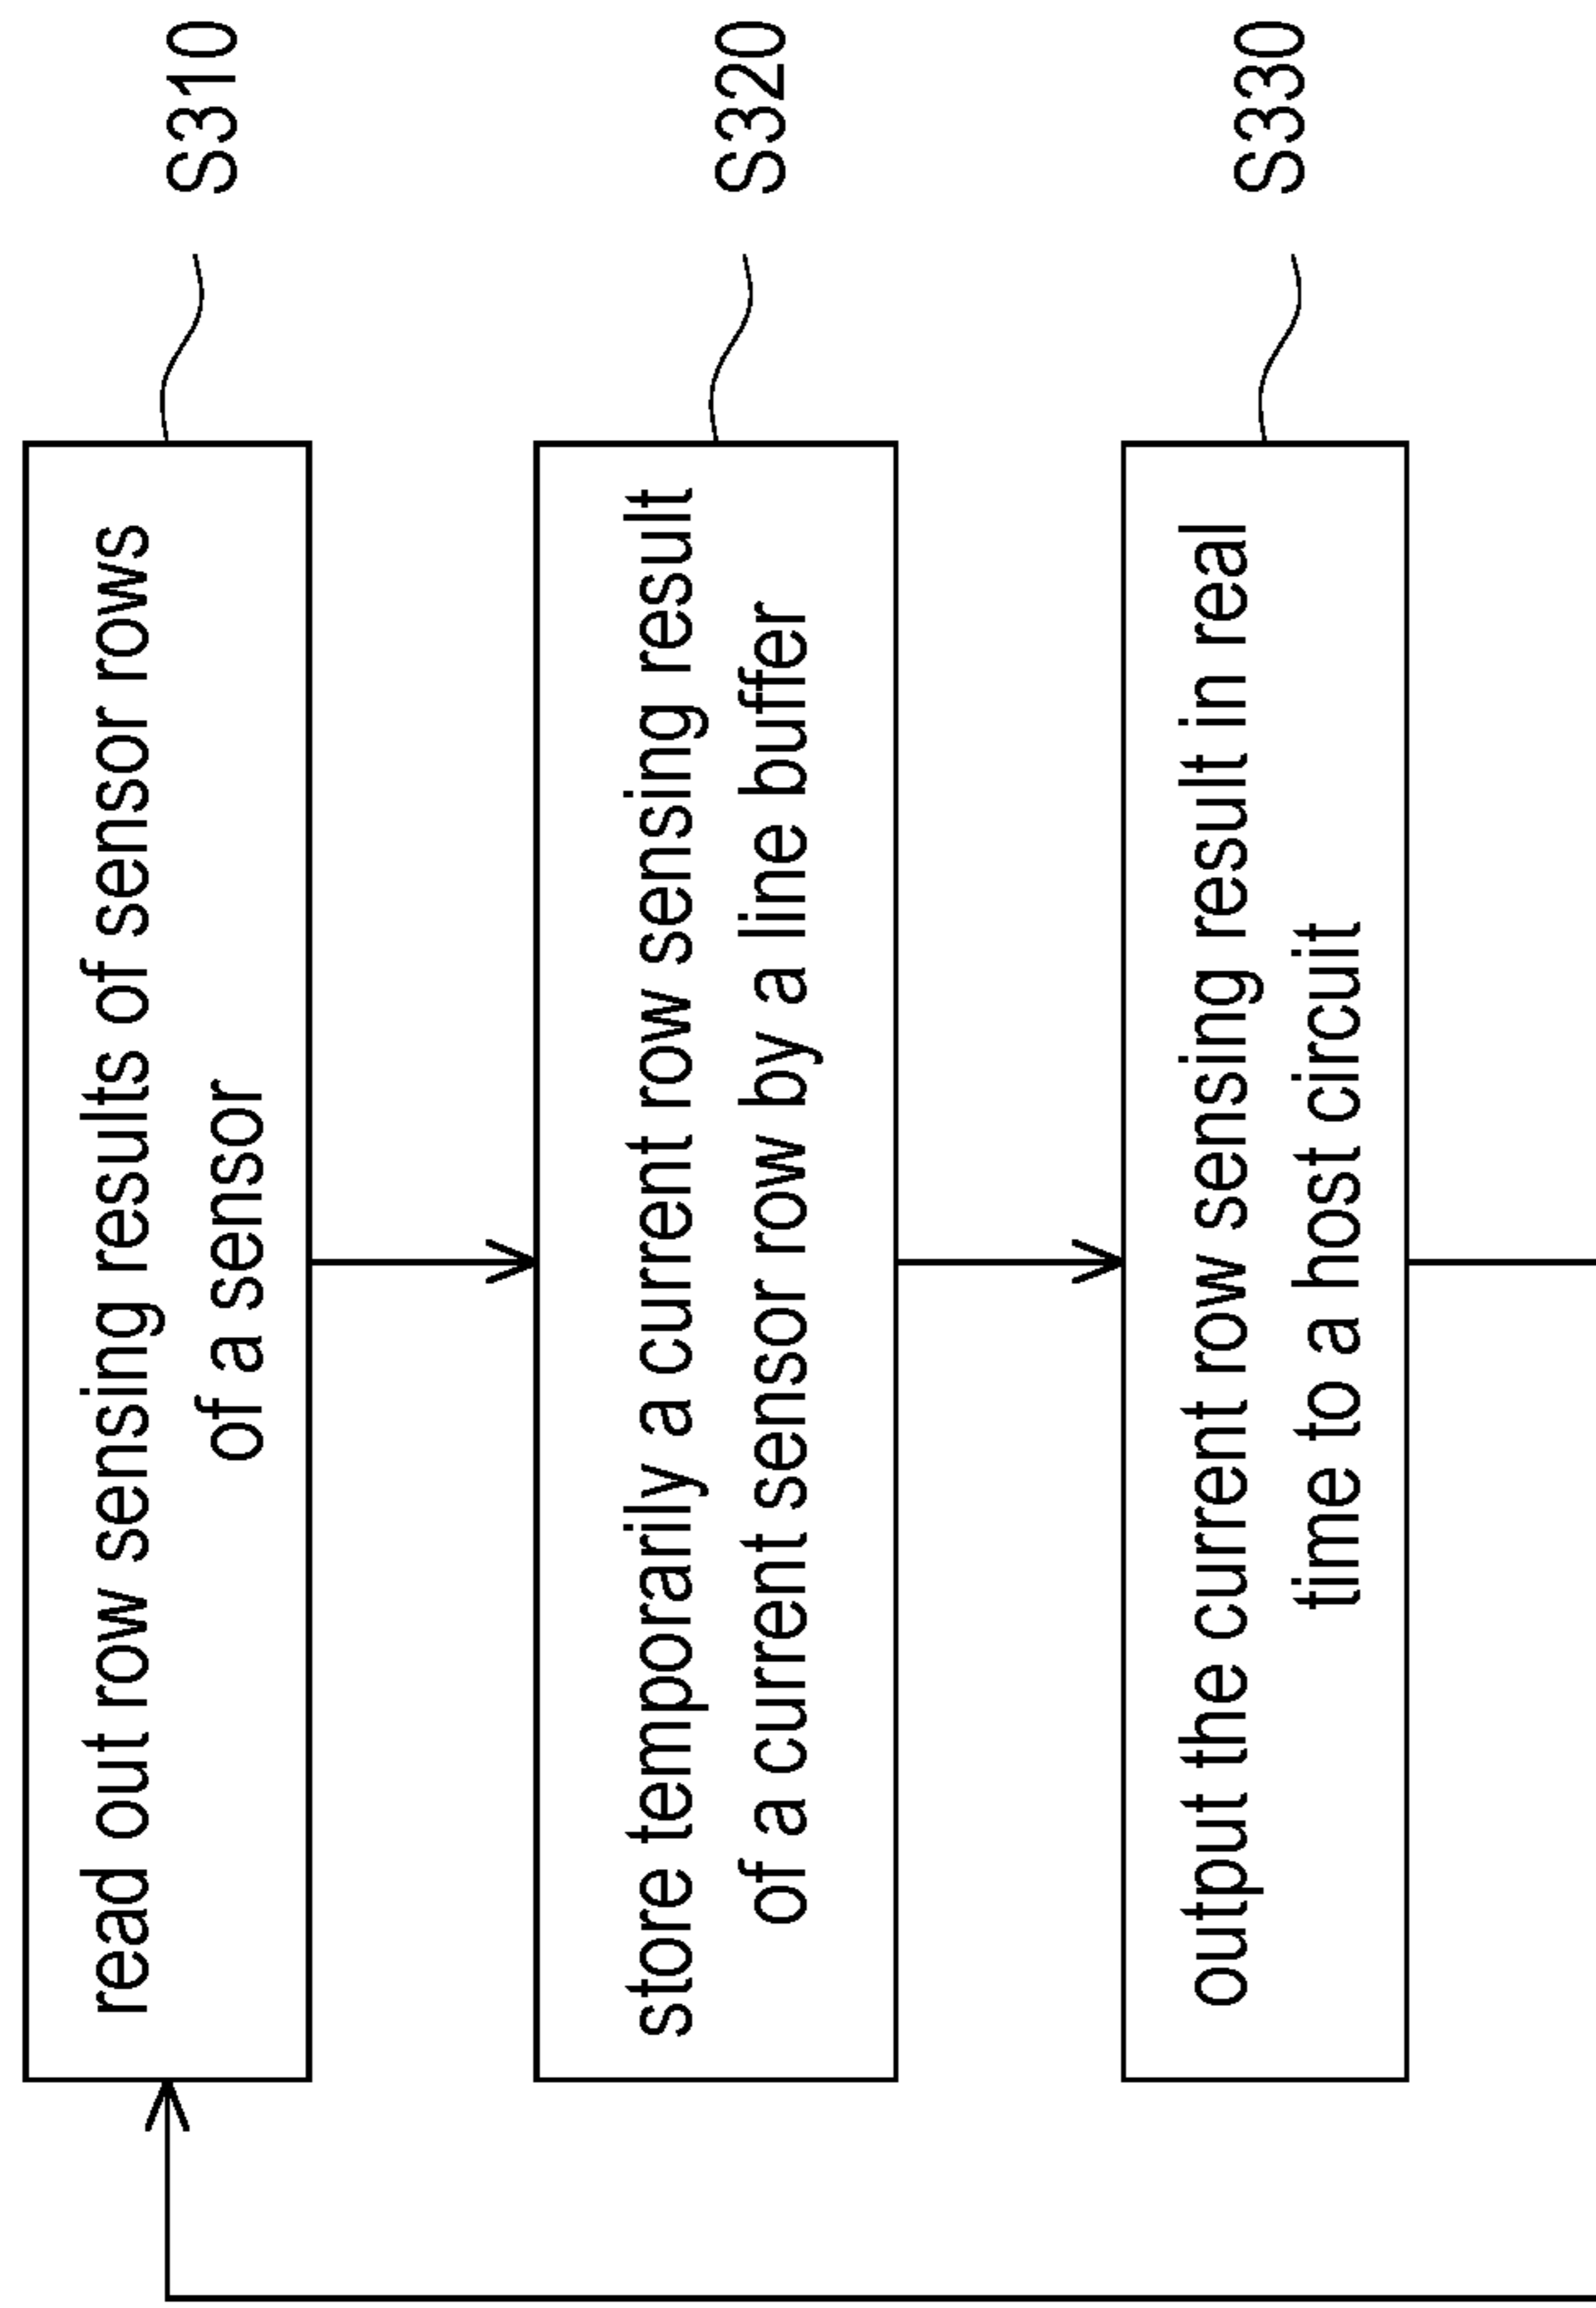 read out row sensing results of sensor rows
of a sensor
S310
store temporarily a current row sensing result
of a current sensor row by a line buffer
S320
output the current row sensing result in real
time to a host circuit
S330